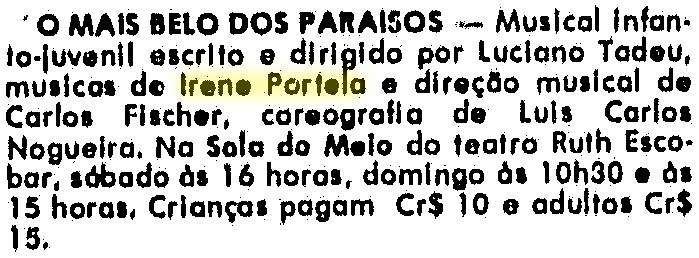 O MAIS BELO DOS PARAISOS — Musical infan-
to-juvenil escrito e dirigido por Luciano Tadeu,
musicas de Irene Portela e direção musical de
Carlos Fischer, careografia de Luis Carlos
Nogueira. Na Sala do Meio do teatro Ruth Esco-
bar, sábado às 16 horas, domingo às 10h30 e às
15 horas. Crianças pagam Cr$ 10 e adultos Cr$
15.